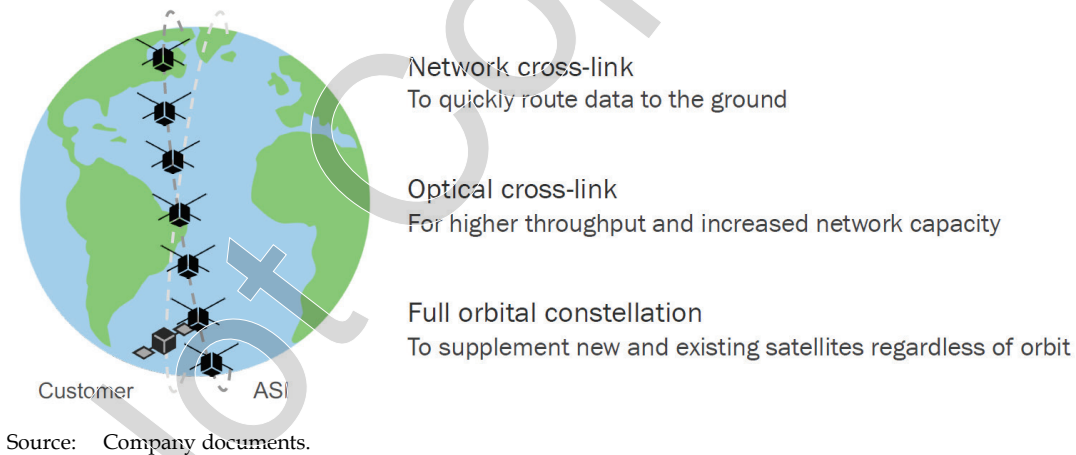 Network cross-link
To quickly route data to the ground
Optical cross-link
For higher throughput and increased network capacity
Full orbital constellation
To supplement new and existing satellites regardless of orbit
Customer
ASI
Source: Company documents.